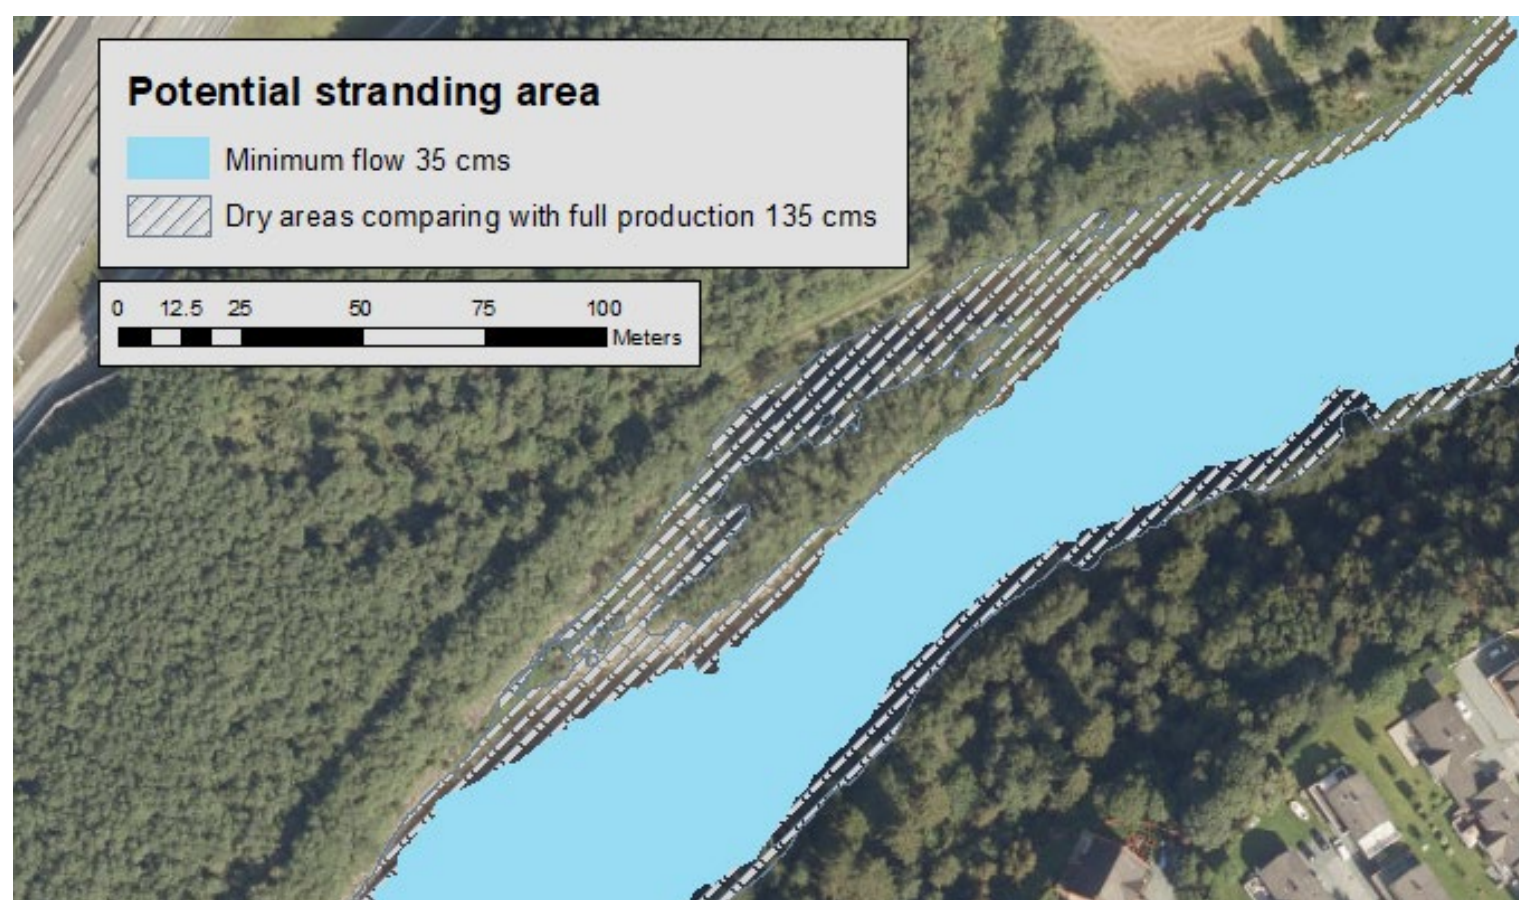 Potential stranding area
Minimum flow 35 cms
Dry areas comparing with full production 135 cms
0 12.5 25 50 75 100
Meters